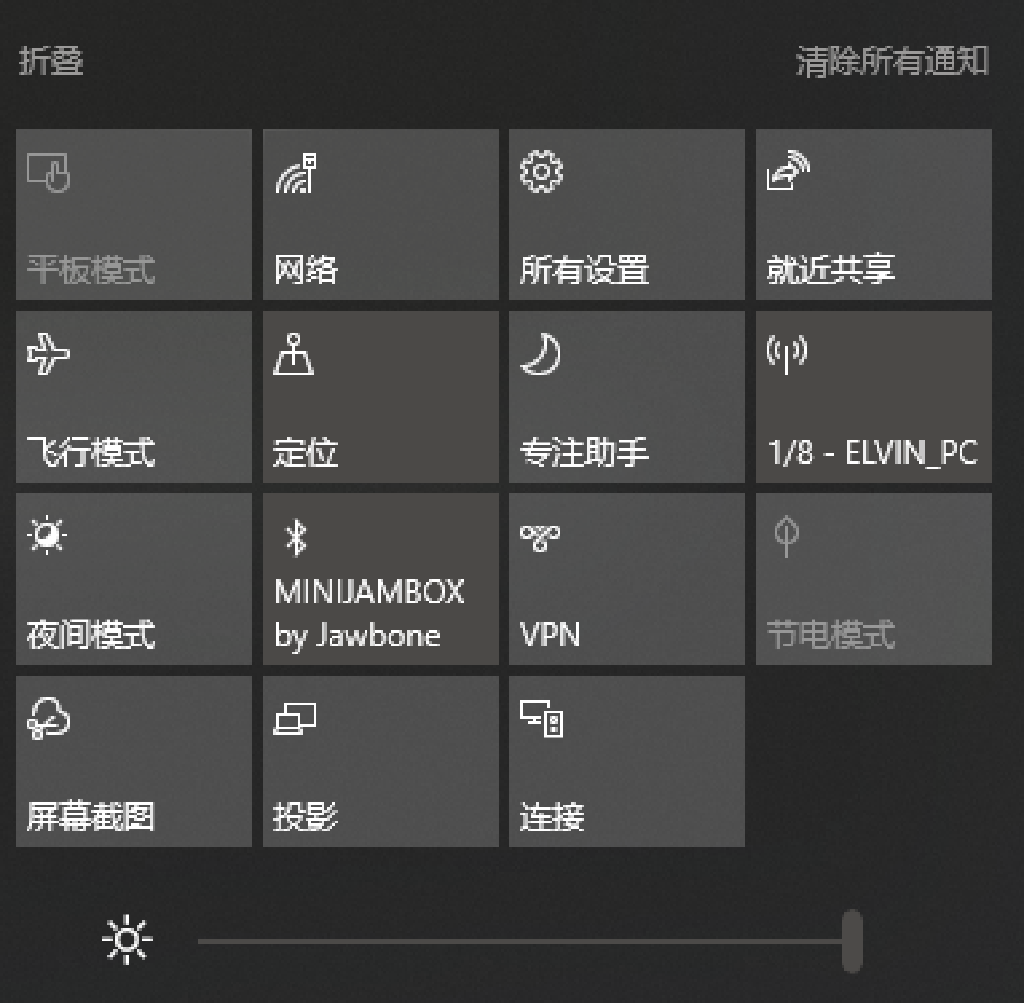 折叠
清除所有通知
平板模式
网络
所有设置
就近共享
飞行模式
定位
专注助手
1/8 - ELVIN_PC
夜间模式
MINIJAMBOX
by Jawbone
VPN
节电模式
屏幕截图
投影
连接